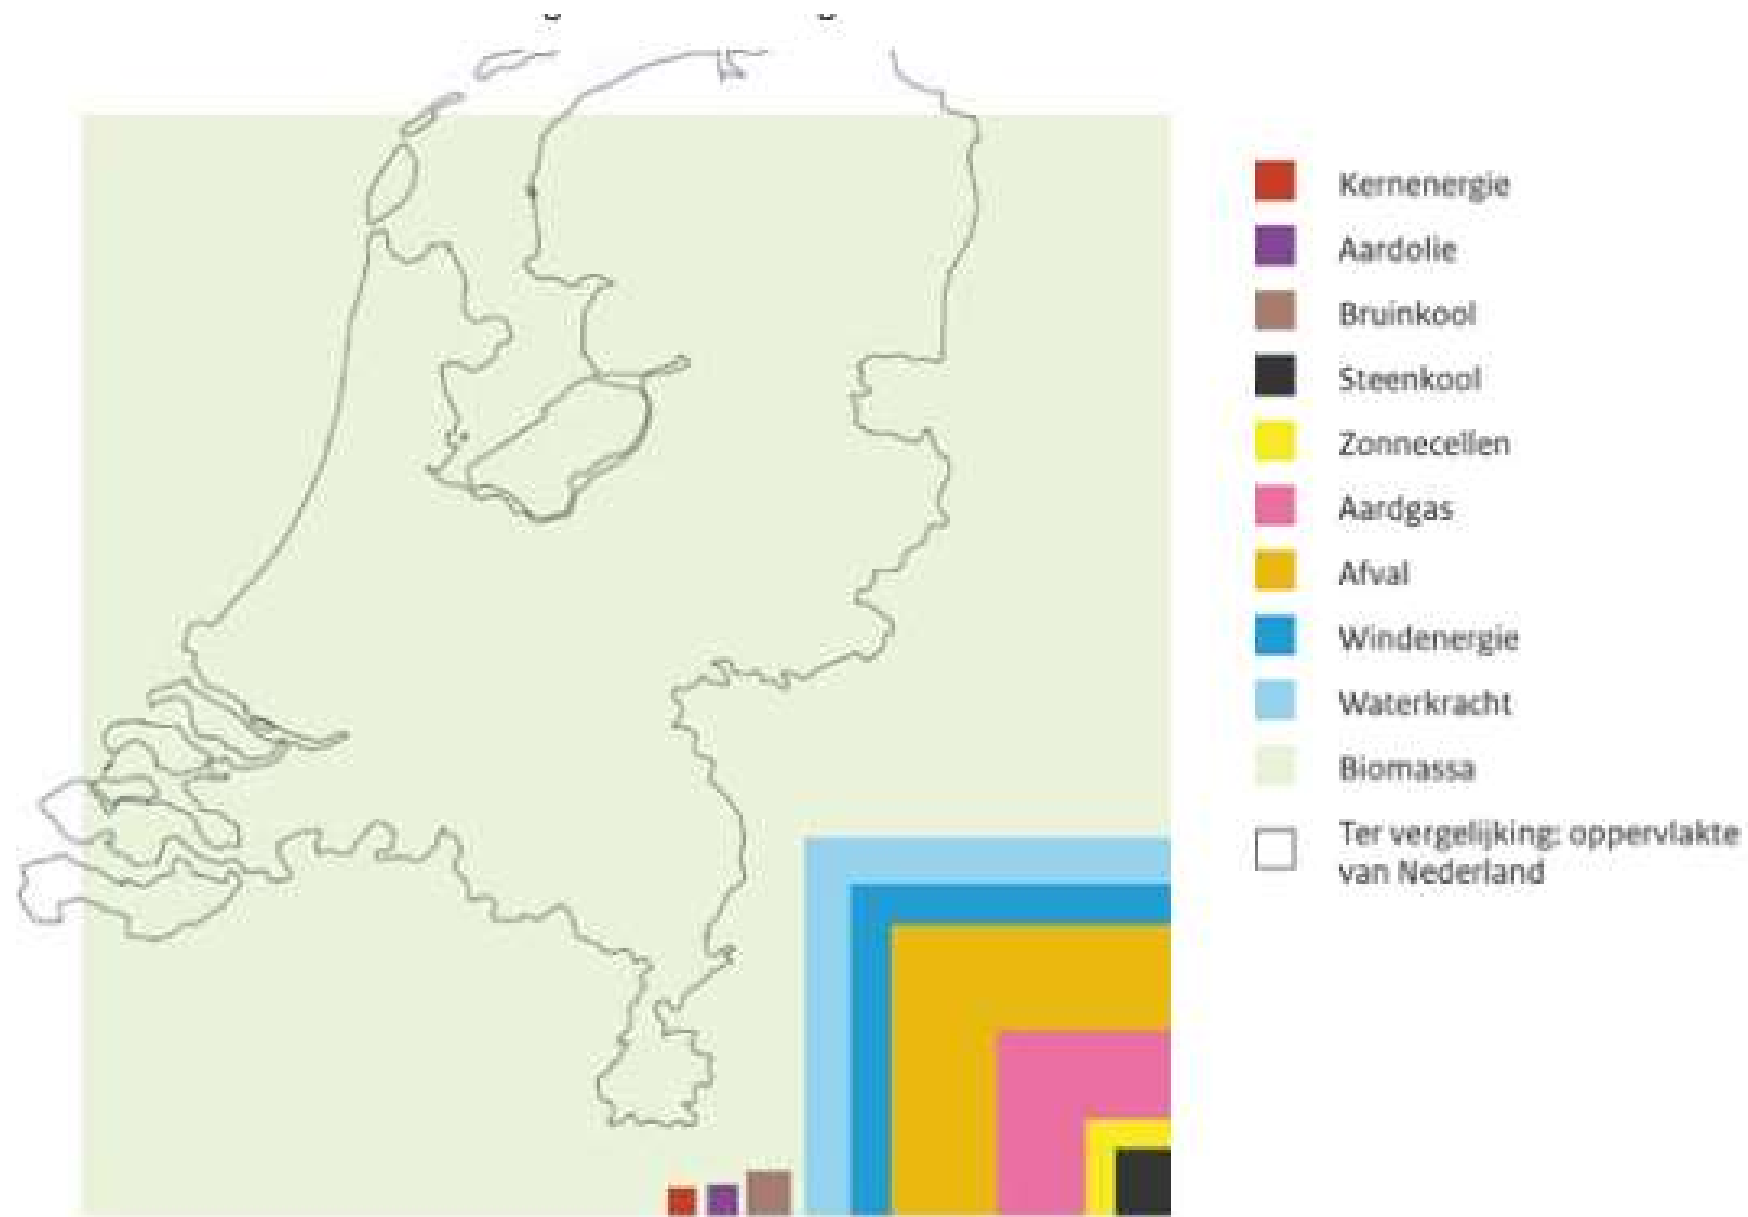 Kernenergie
Aardolie
Bruinkool
Steenkool
Zonnecellen
Aardgas
Afval
Windenergie
Waterkracht
Biomassa
Ter vergelijking: oppervlakte
van Nederland